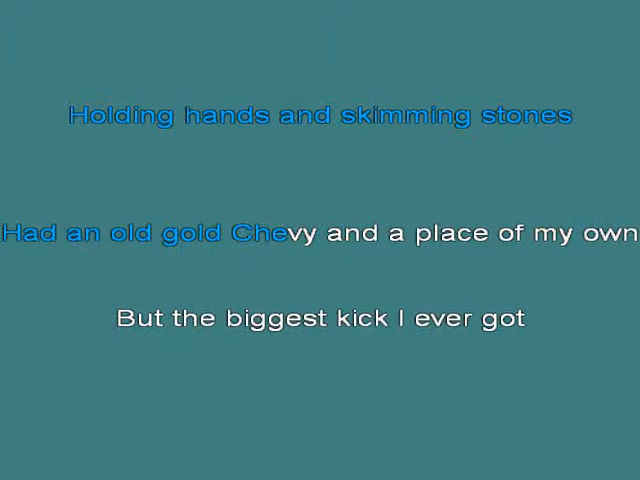 Holding hands and skimming stones
Had an old gold Chevy and a place of my own
But the biggest kick I ever got